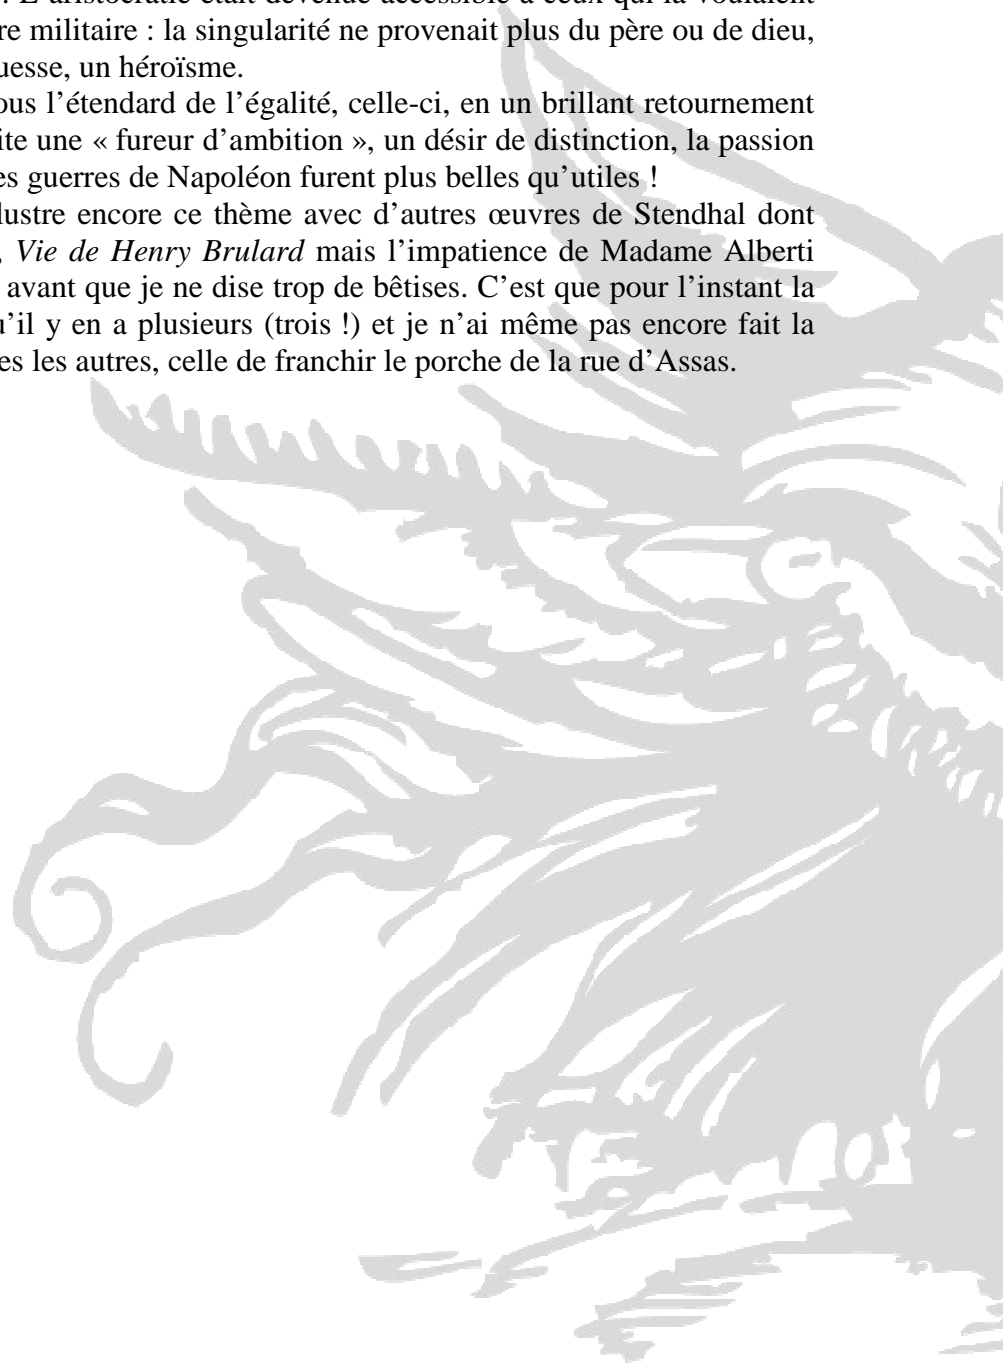 . L’aristocratie était devenue accessible à ceux qui la voulaient
re militaire : la singularité ne provenait plus du père ou de dieu,
uesse, un héroïsme.
ous l’étendard de l’égalité, celle-ci, en un brillant retournement
ite une « fureur d’ambition », un désir de distinction, la passion
es guerres de Napoléon furent plus belles qu’utiles !
lustre encore ce thème avec d’autres œuvres de Stendhal dont
, Vie de Henry Brulard mais l’impatience de Madame Alberti
avant que je ne dise trop de bêtises. C’est que pour l’instant la
u’il y en a plusieurs (trois !) et je n’ai même pas encore fait la
es les autres, celle de franchir le porche de la rue d’Assas.